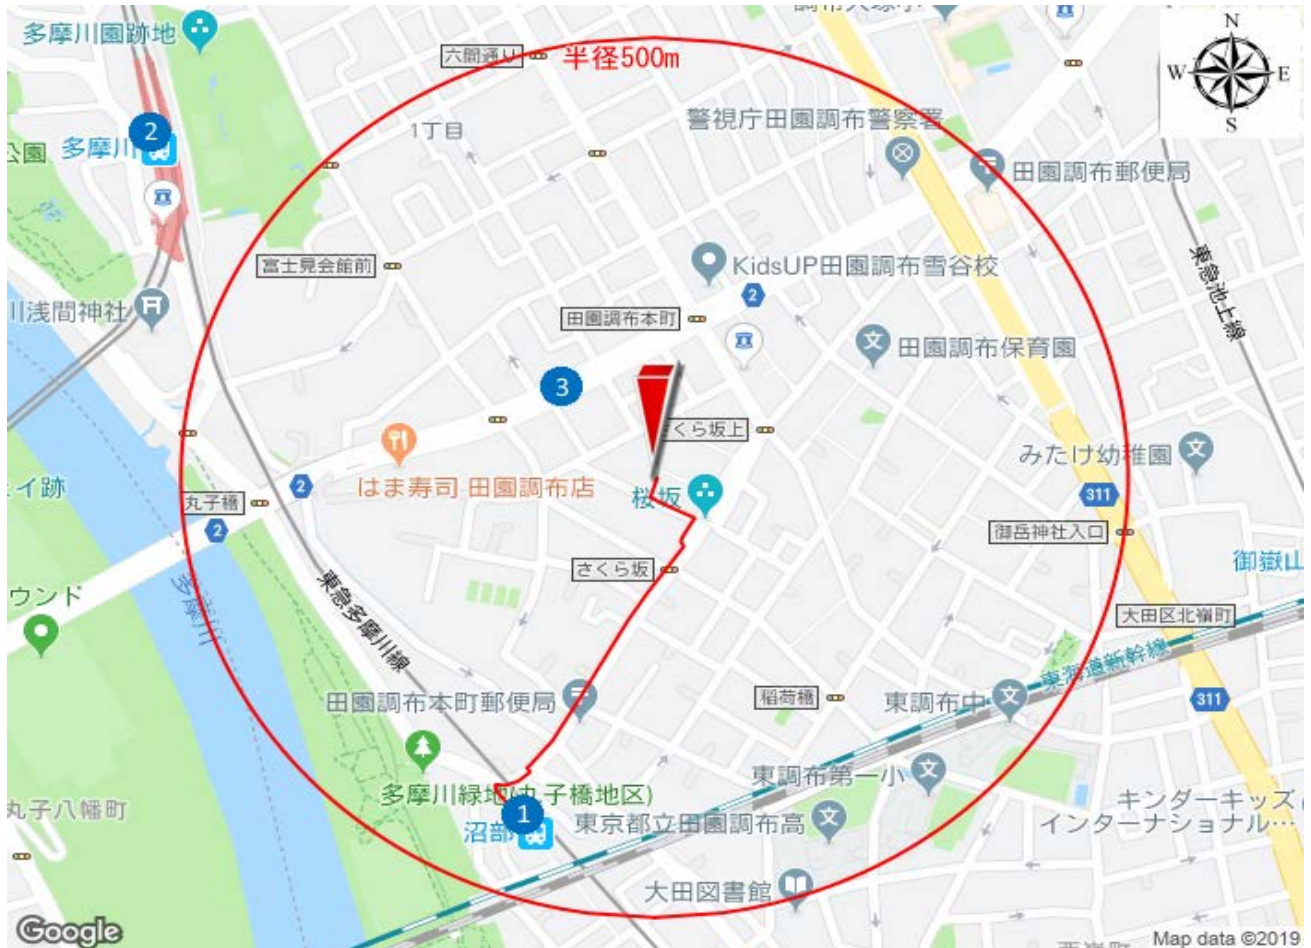 多摩川園跡地
六間通り
半径500m
N
W
E
S
警視庁田園調布警察署
1丁目
2
多摩川
公園
田園調布郵便局
富士見会館前
KidsUP田園調布雪谷校
東急池上線
川浅間神社
2
田園調布本町
田園調布保育園
3
さくら坂上
みたけ幼稚園
はま寿司 田園調布店
2
桜坂
311
イ跡
丸子橋
2
御岳神社入口
さくら坂
御嶽山
東急多摩川線
多摩川
ウンド
大田区北嶺町
東海道新幹線
田園調布本町郵便局
稲荷橋
東調布中
311
東調布第一小
多摩川緑地(丸子橋地区)
丸子八幡町
1
沼部
東京都立田園調布高
キンダーキッズ
インターナショナル…
大田図書館
Google
Map data ©2019